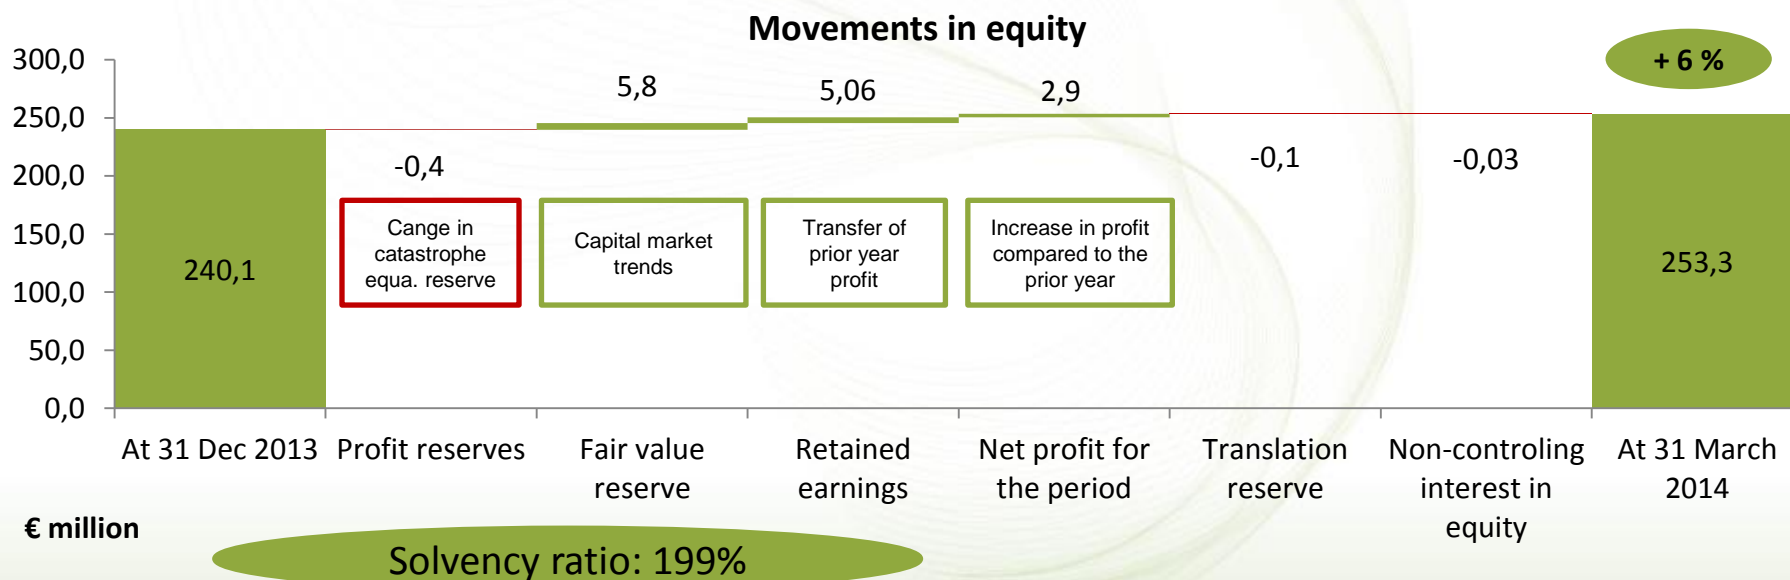 Movements in equity
+ 6 %
300,0
250,0
200,0
150,0
100,0
50,0
0,0
240,1
-0,4
5,8
5,06
2,9
-0,1
-0,03
253,3
Cange in
catastrophe
equa. reserve
Capital market
trends
Transfer of
prior year
profit
Increase in profit
compared to the
prior year
At 31 Dec 2013
Profit reserves
Fair value
reserve
Retained
earnings
Net profit for
the period
Translation
reserve
Non-controling
interest in
equity
At 31 March
2014
€ million
Solvency ratio: 199%